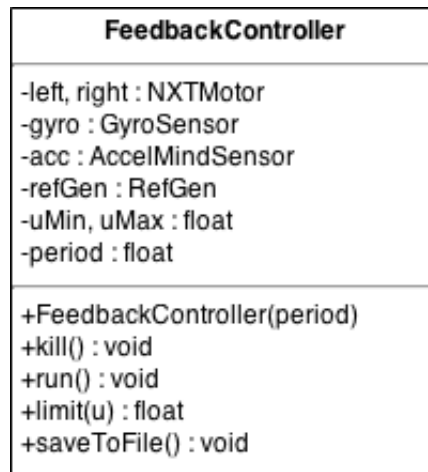 FeedbackController
-left, right : NXTMotor
-gyro : GyroSensor
-acc : AccelMindSensor
-refGen : RefGen
-uMin, uMax : float
-period : float
+FeedbackController(period)
+kill() : void
+run() : void
+limit(u) : float
+saveToFile() : void